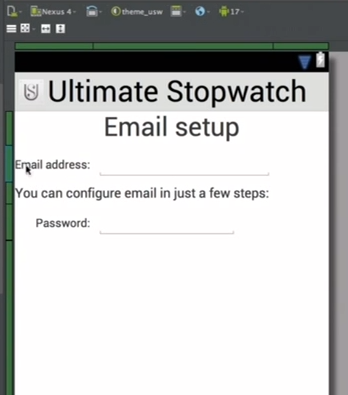 Nexus 4
theme_usw
17
Ultimate Stopwatch
Email setup
Email address:
You can configure email in just a few steps:
Password: